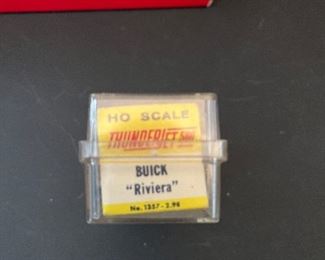 HO SCALE
THUNDERJET 500
BUICK
"Riviera"
No. 1357-2.98